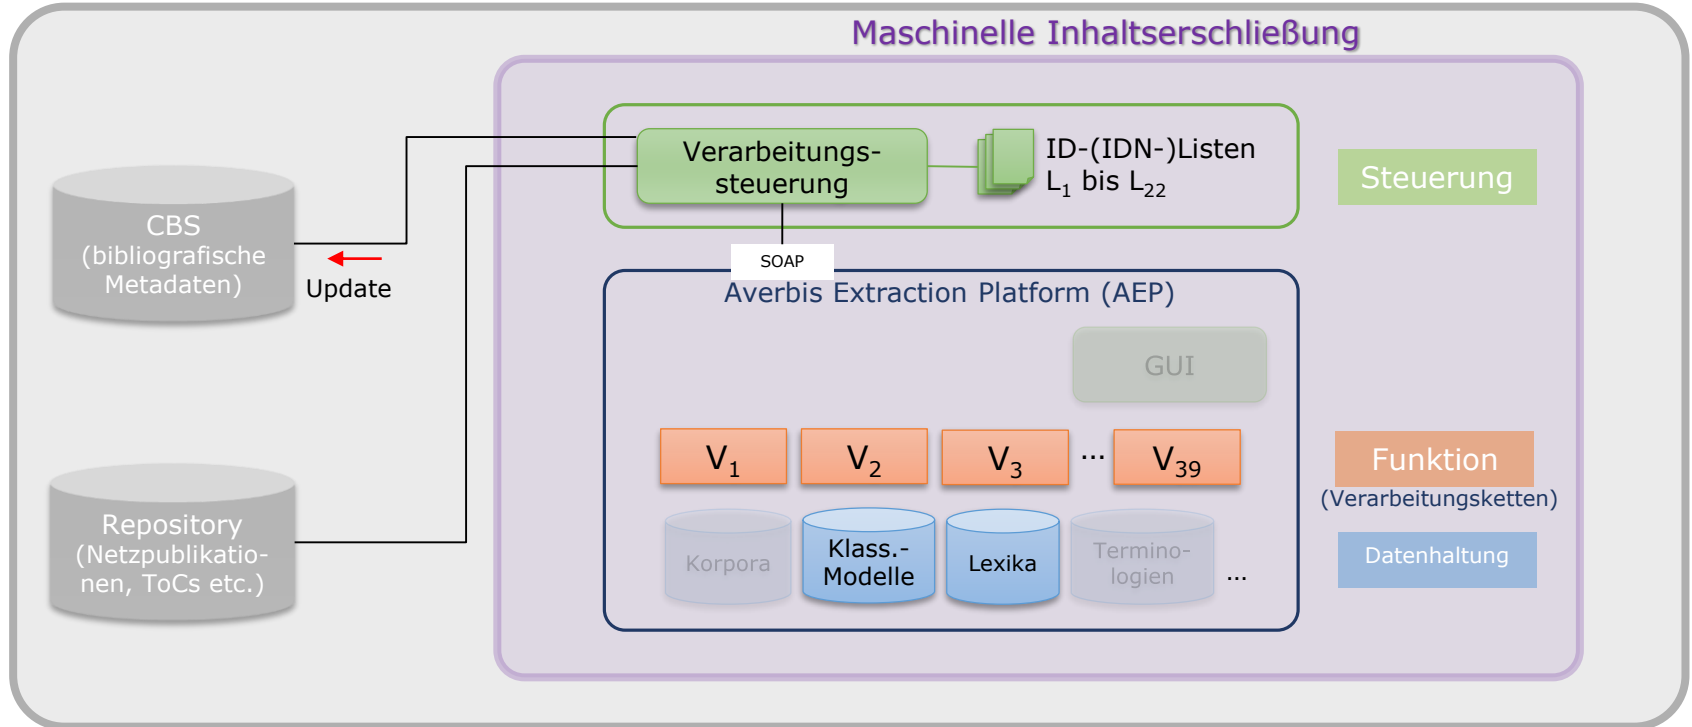 Maschinelle Inhaltserschließung
Verarbeitungs-
steuerung
ID-(IDN-)Listen
L₁ bis L₂₂
Steuerung
CBS
(bibliografische
Metadaten)
Update
SOAP
Averbis Extraction Platform (AEP)
GUI
V₁
V₂
V₃
...
V₃₉
Funktion
(Verarbeitungsketten)
Repository
(Netzpublikatio-
nen, ToCs etc.)
Korpora
Klass.-
Modelle
Lexika
Termino-
logien
...
Datenhaltung